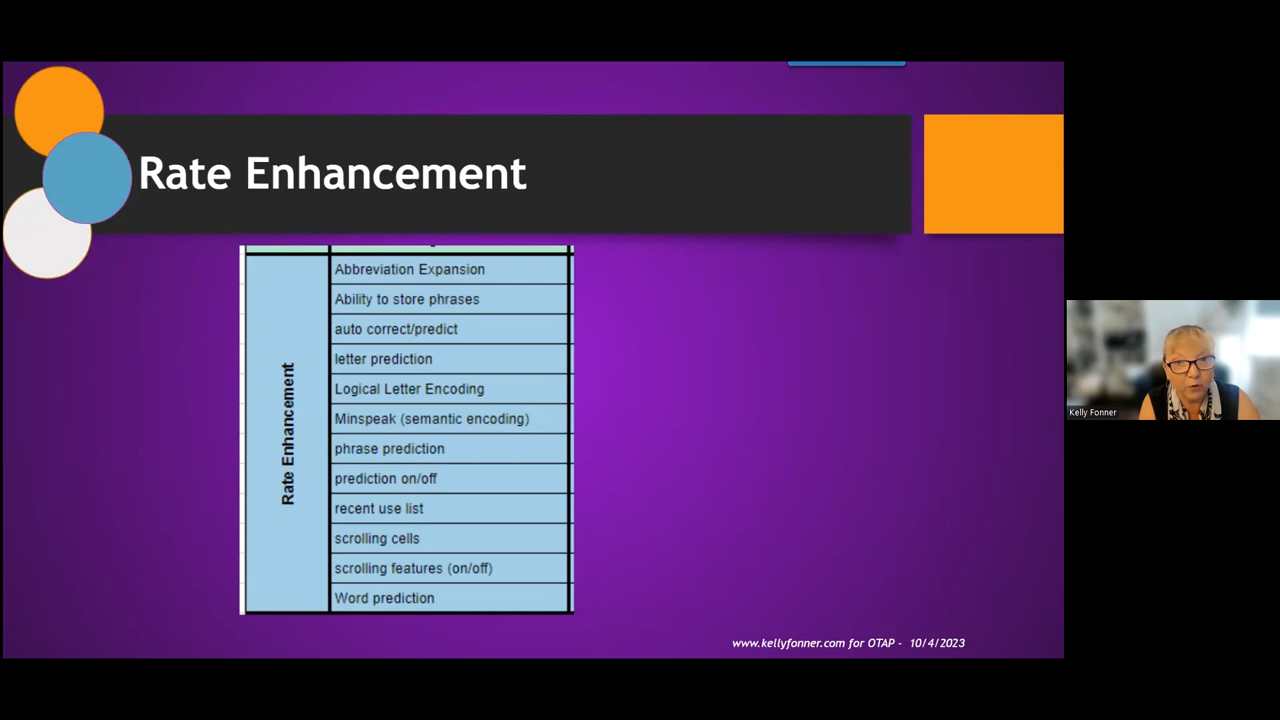 Rate Enhancement
Rate Enhancement
Abbreviation Expansion
Ability to store phrases
auto correct/predict
letter prediction
Logical Letter Encoding
Minspeak (semantic encoding)
phrase prediction
prediction on/off
recent use list
scrolling cells
scrolling features (on/off)
Word prediction
www.kellyfonner.com for OTAP - 10/4/2023
Kelly Fonner